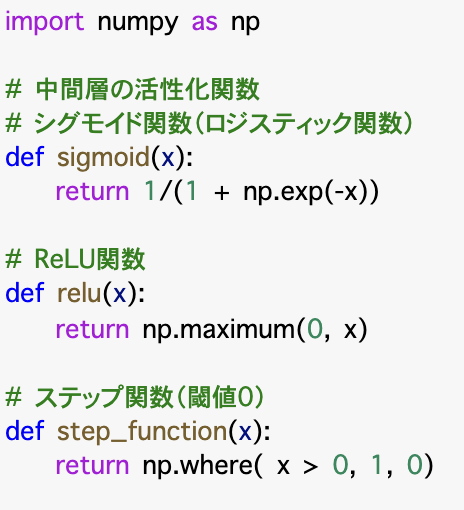 import numpy as np
# 中間層の活性化関数
# シグモイド関数(ロジスティック関数)
def sigmoid(x):
    return 1/(1 + np.exp(-x))
# ReLU関数
def relu(x):
    return np.maximum(0, x)
# ステップ関数(閾値0)
def step_function(x):
    return np.where( x > 0, 1, 0)